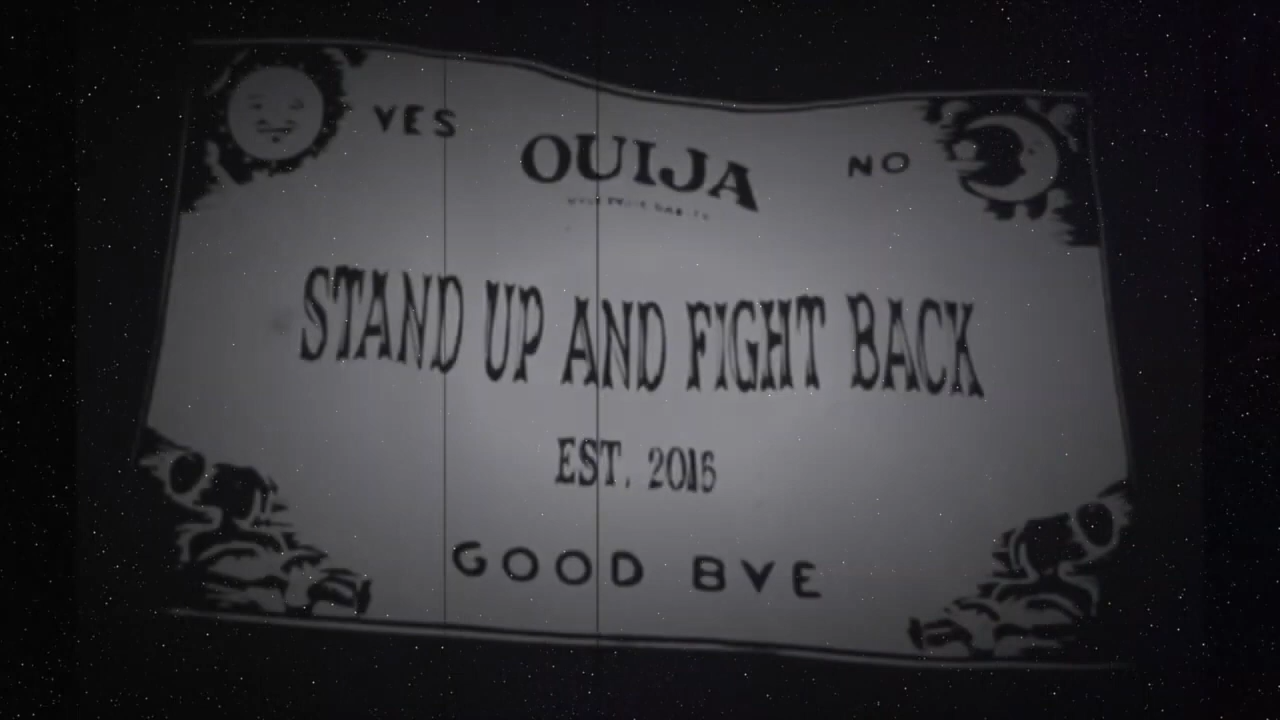 YES
OUIJA
NO
STAND UP AND FIGHT BACK
EST. 2016
GOOD BYE